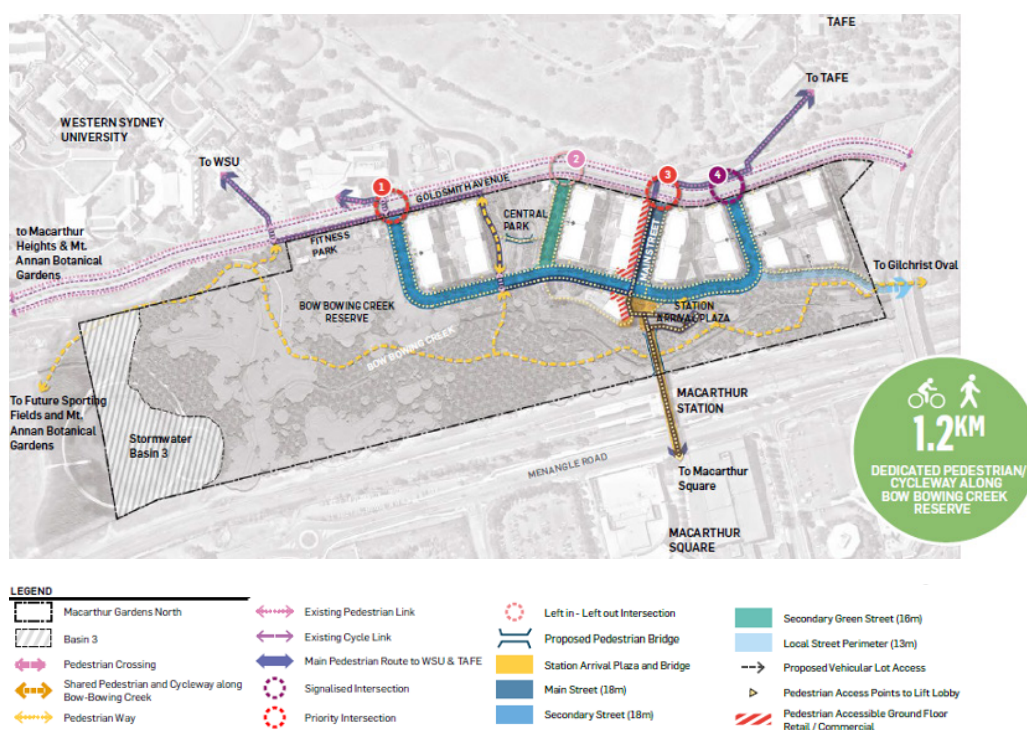 TAFE
To TAFE
WESTERN SYDNEY
UNIVERSITY
To WSU
2
1
3
4
GOLDSMITH AVENUE
to Macarthur
Heights & Mt.
Annan Botanical
Gardens
FITNESS
PARK
CENTRAL
PARK
MAIN STREET
To Gilchrist Oval
BOW BOWING CREEK
RESERVE
STATION
ARRIVAL PLAZA
BOW BOWING CREEK
To Future Sporting
Fields and Mt.
Annan Botanical
Gardens
Stormwater
Basin 3
MACARTHUR
STATION
MENANGLE ROAD
To Macarthur
Square
MACARTHUR
SQUARE
1.2KM
DEDICATED PEDESTRIAN/
CYCLEWAY ALONG
BOW BOWING CREEK
RESERVE
LEGEND
Macarthur Gardens North
Basin 3
Pedestrian Crossing
Shared Pedestrian and Cycleway along
Bow-Bowing Creek
Pedestrian Way
Existing Pedestrian Link
Existing Cycle Link
Main Pedestrian Route to WSU & TAFE
Signalised Intersection
Priority Intersection
Left in - Left out Intersection
Proposed Pedestrian Bridge
Station Arrival Plaza and Bridge
Main Street (18m)
Secondary Street (18m)
Secondary Green Street (16m)
Local Street Perimeter (13m)
Proposed Vehicular Lot Access
Pedestrian Access Points to Lift Lobby
Pedestrian Accessible Ground Floor
Retail / Commercial